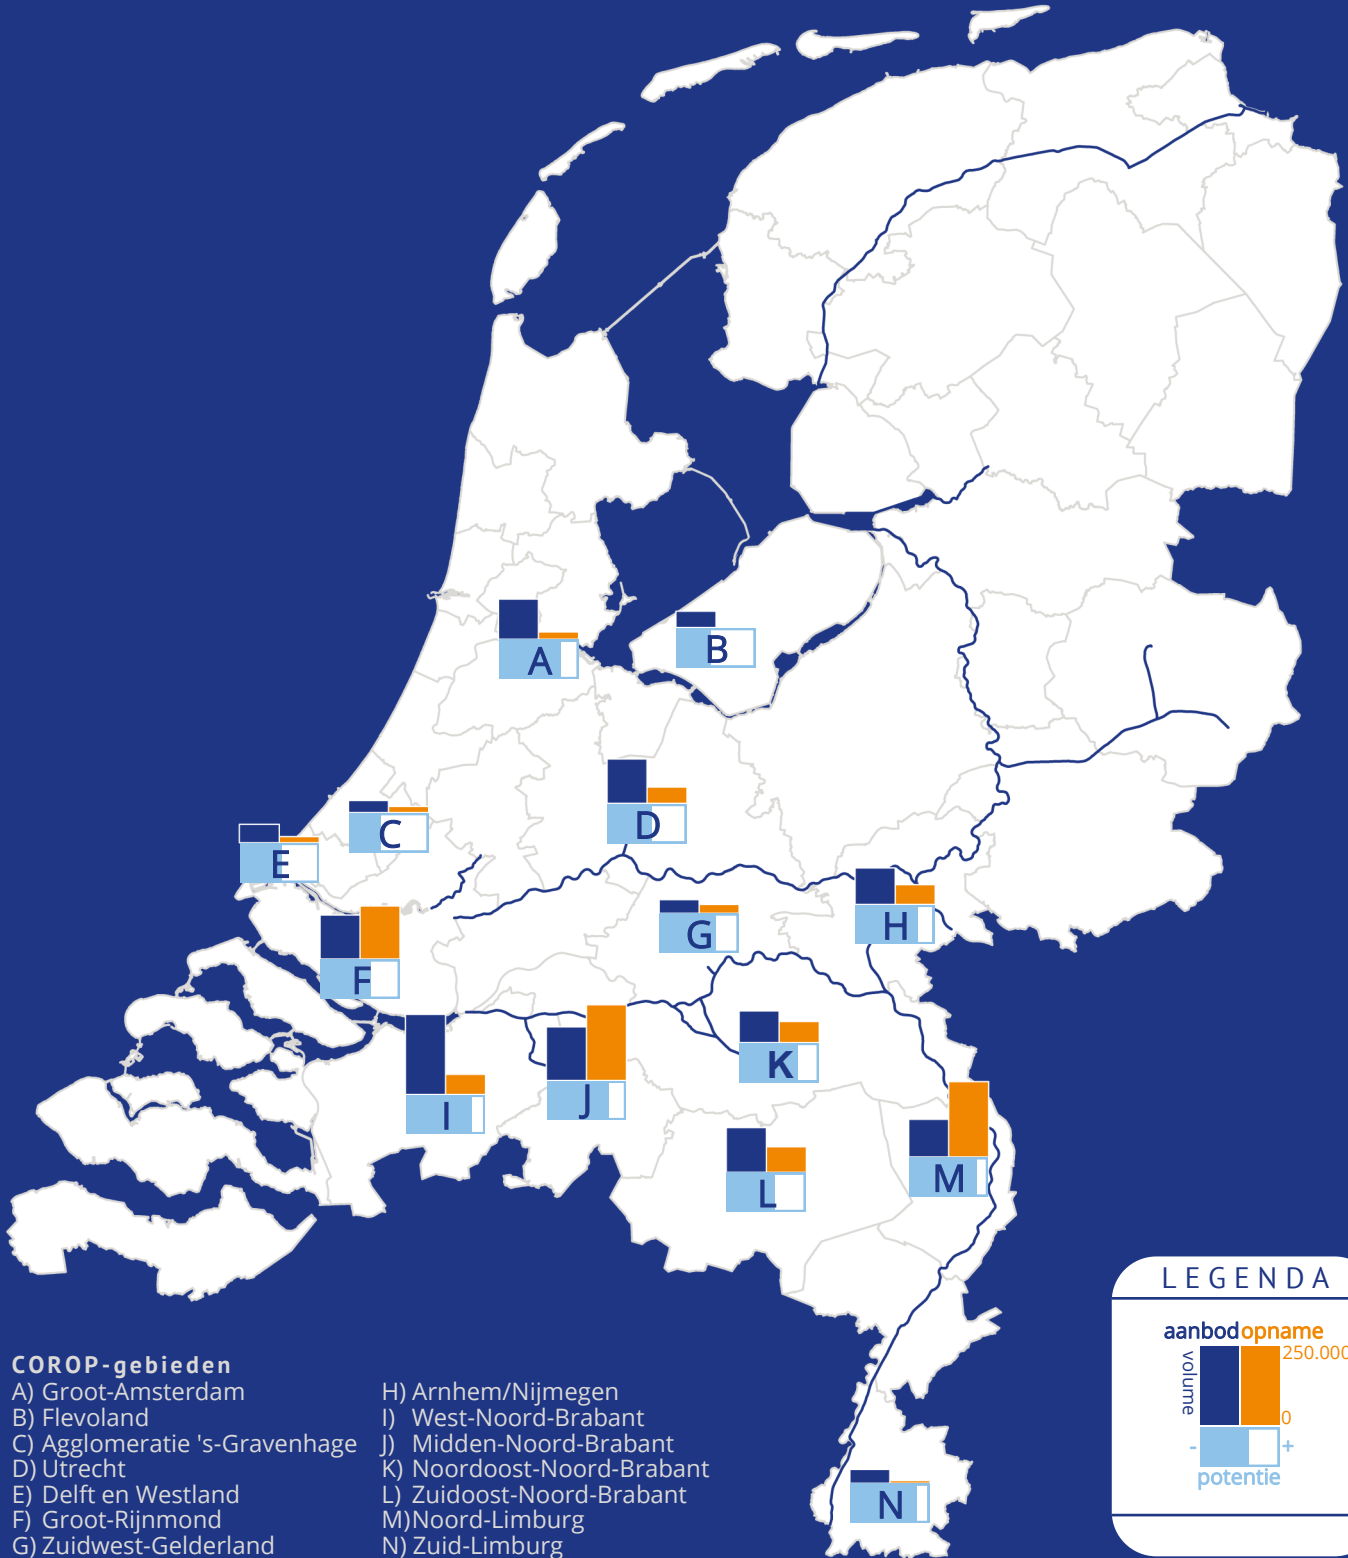 A
B
C
D
E
F
G
H
I
J
K
L
M
N
LEGENDA
aanbod opname
volume
250.000
0
- +
potentie
COROP-gebieden
A) Groot-Amsterdam
B) Flevoland
C) Agglomeratie 's-Gravenhage
D) Utrecht
E) Delft en Westland
F) Groot-Rijnmond
G) Zuidwest-Gelderland
H) Arnhem/Nijmegen
I) West-Noord-Brabant
J) Midden-Noord-Brabant
K) Noordoost-Noord-Brabant
L) Zuidoost-Noord-Brabant
M)Noord-Limburg
N) Zuid-Limburg